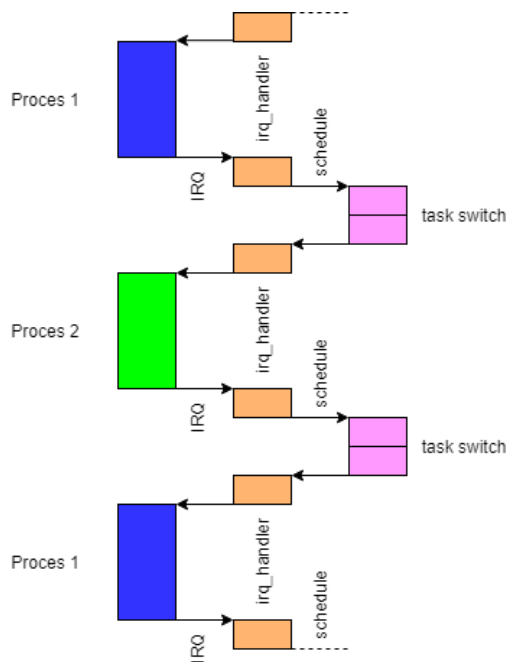 irq_handler
Proces 1
schedule
IRQ
task switch
irq_handler
Proces 2
schedule
IRQ
task switch
irq_handler
Proces 1
schedule
IRQ